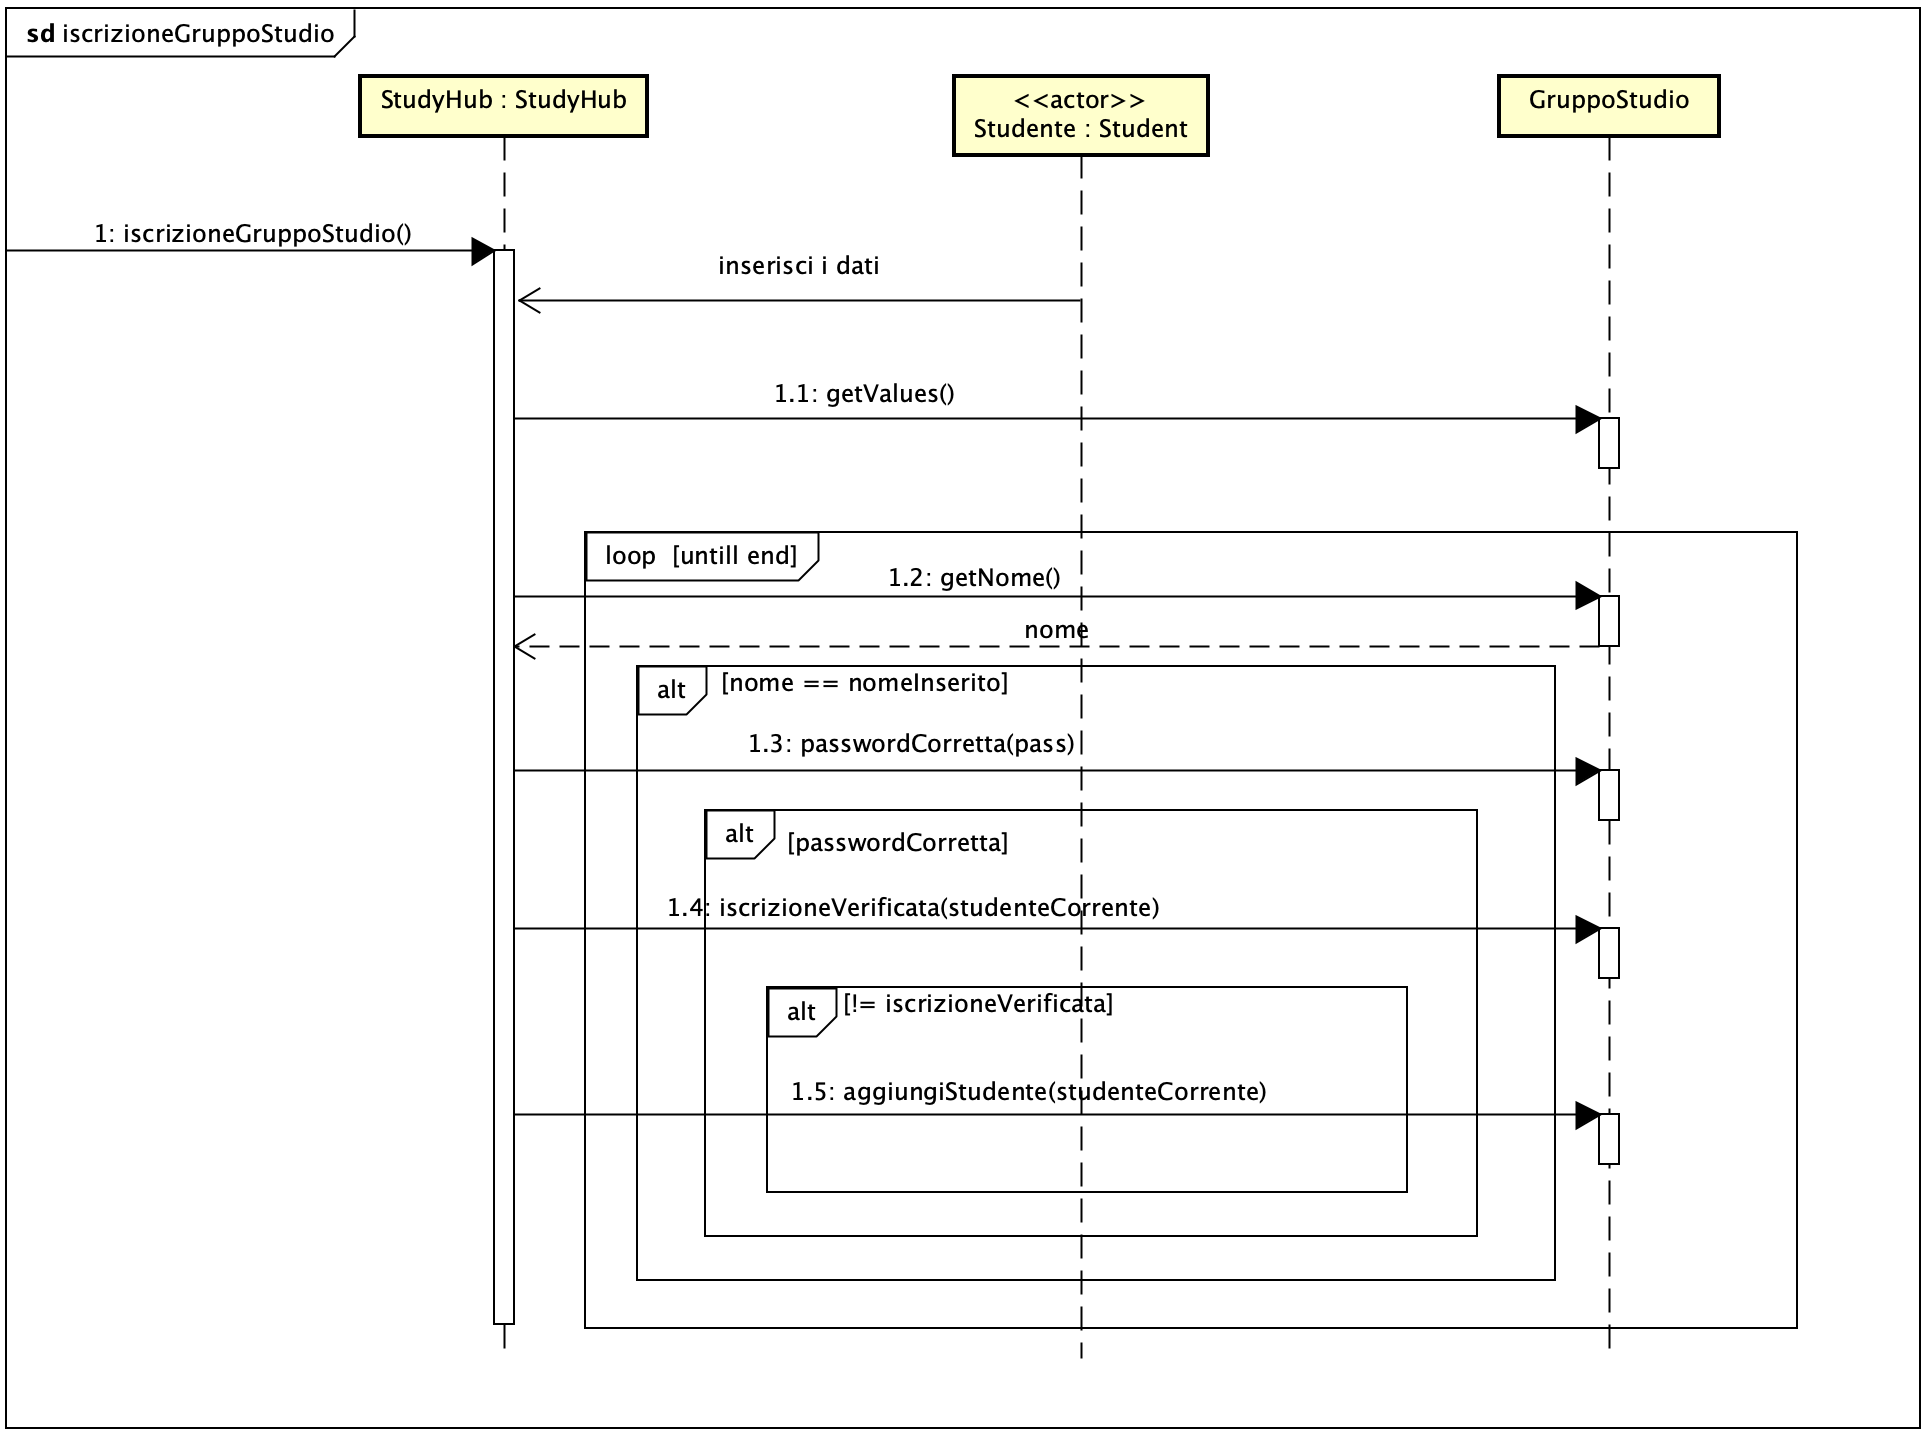 sd iscrizioneGruppoStudio
StudyHub : StudyHub
<<actor>>
Studente : Student
GruppoStudio
1: iscrizioneGruppoStudio()
inserisci i dati
1.1: getValues()
loop [untill end]
1.2: getNome()
nome
alt [nome == nomeInserito]
1.3: passwordCorretta(pass)
alt [passwordCorretta]
1.4: iscrizioneVerificata(studenteCorrente)
alt [!= iscrizioneVerificata]
1.5: aggiungiStudente(studenteCorrente)